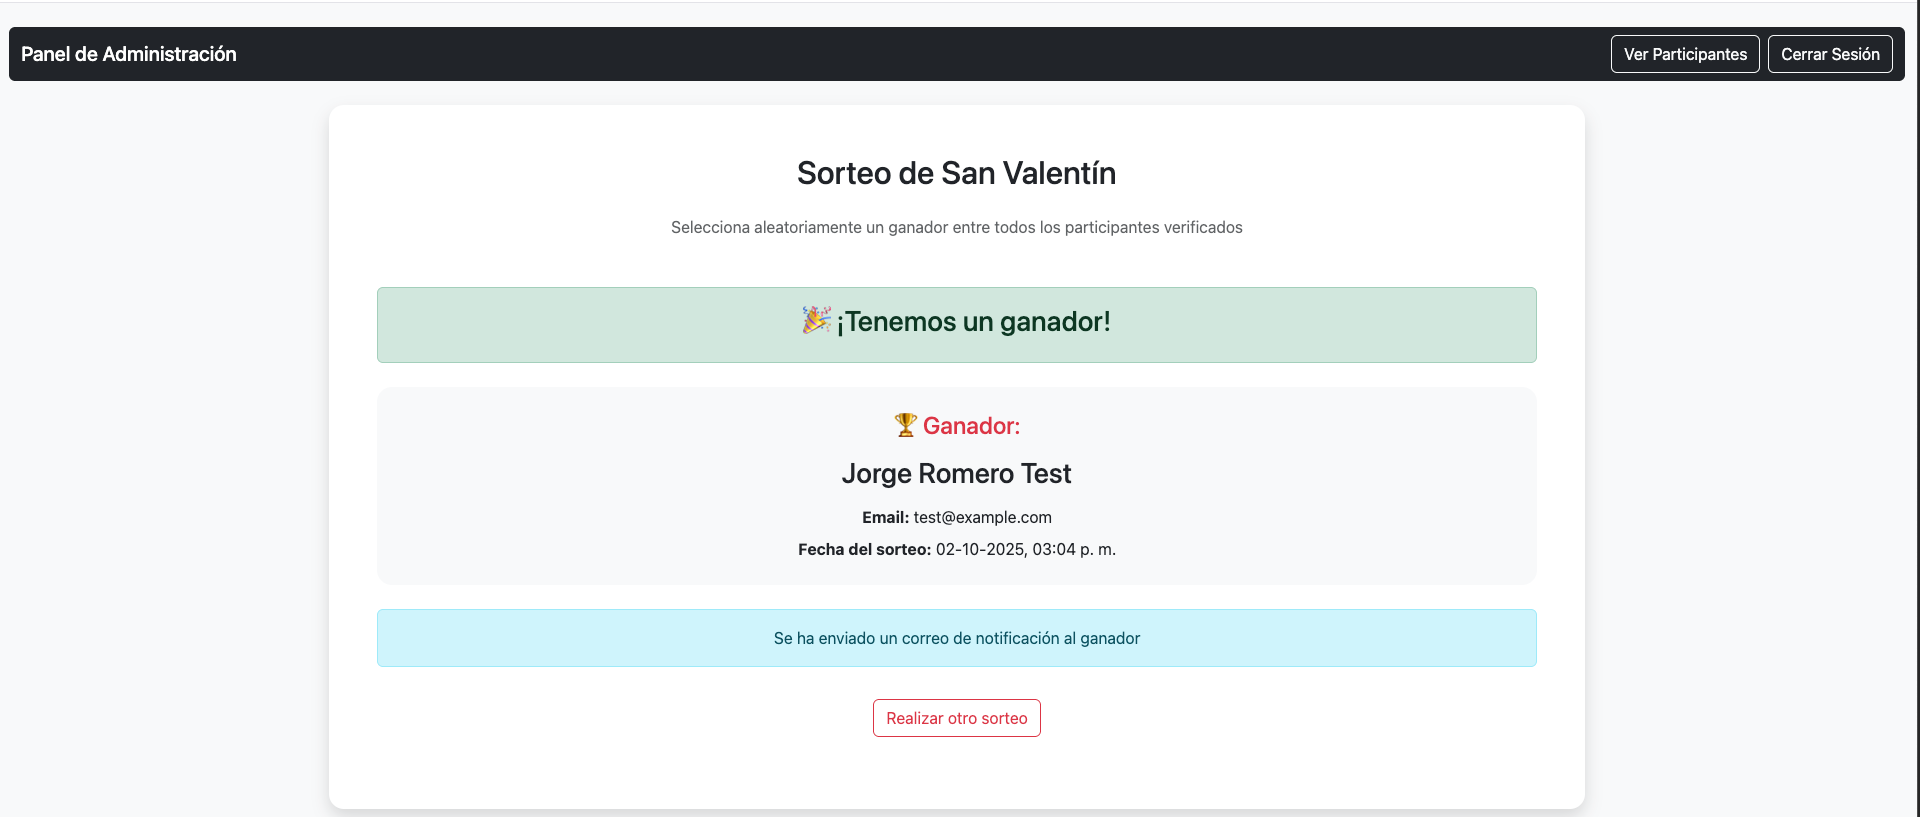 Panel de Administración
Ver Participantes
Cerrar Sesión
Sorteo de San Valentín
Selecciona aleatoriamente un ganador entre todos los participantes verificados
🎉 ¡Tenemos un ganador!
🏆 Ganador:
Jorge Romero Test
Email: test@example.com
Fecha del sorteo: 02-10-2025, 03:04 p. m.
Se ha enviado un correo de notificación al ganador
Realizar otro sorteo